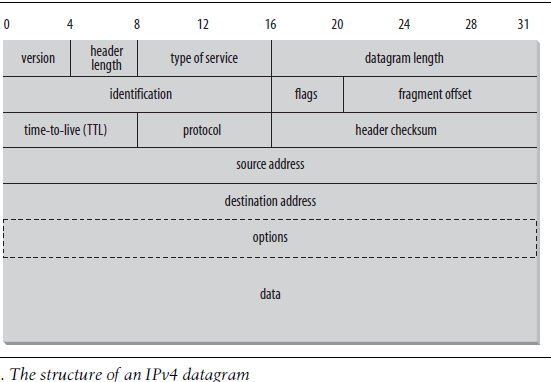 0 4 8 12 16 20 24 28 31
version header length type of service datagram length
identification flags fragment offset
time-to-live (TTL) protocol header checksum
source address
destination address
options
data
. The structure of an IPv4 datagram